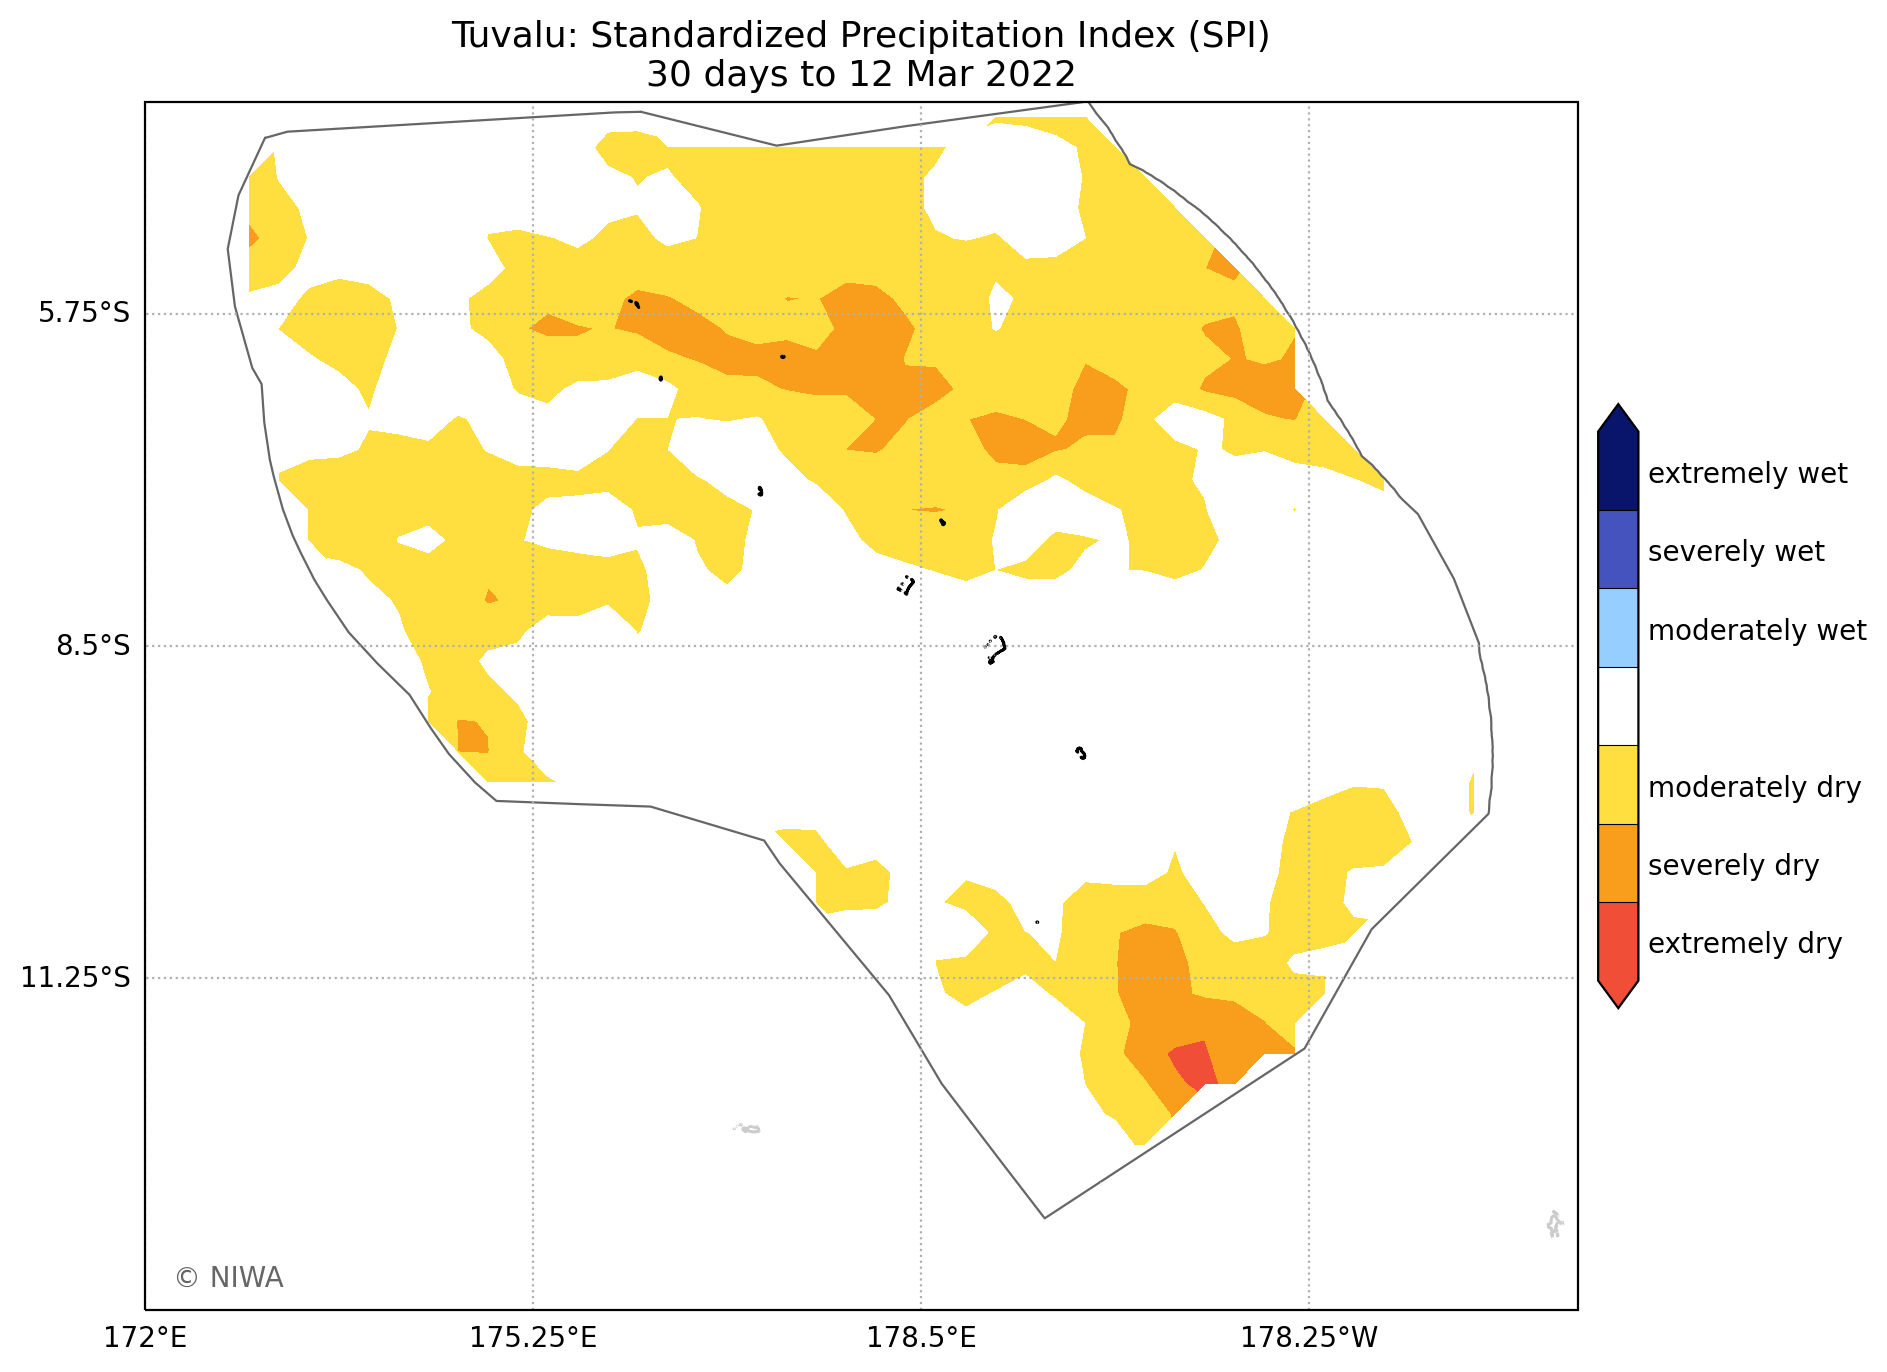 Tuvalu: Standardized Precipitation Index (SPI)
30 days to 12 Mar 2022
5.75°S
8.5°S
11.25°S
172°E
175.25°E
178.5°E
178.25°W
© NIWA
extremely wet
severely wet
moderately wet
moderately dry
severely dry
extremely dry